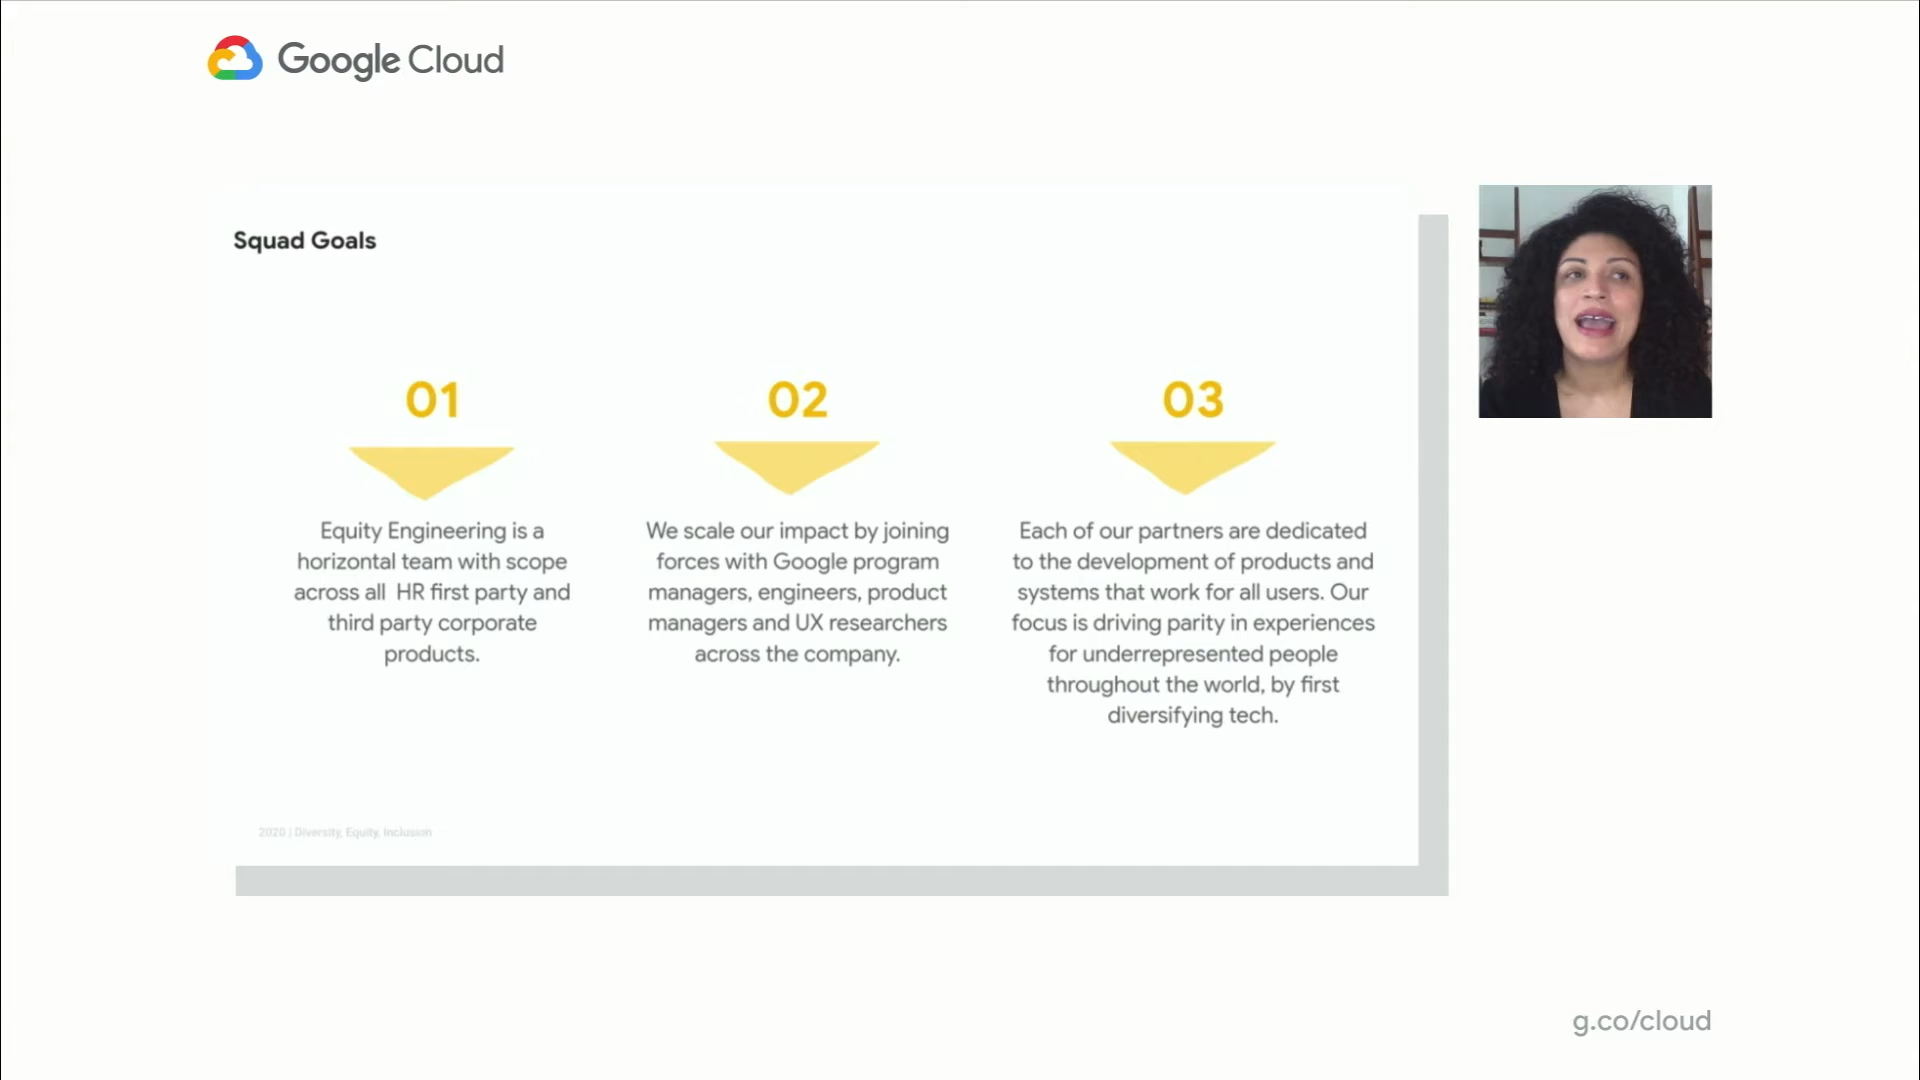 Google Cloud
Squad Goals
01
Equity Engineering is a
horizontal team with scope
across all HR first party and
third party corporate
products.
02
We scale our impact by joining
forces with Google program
managers, engineers, product
managers and UX researchers
across the company.
03
Each of our partners are dedicated
to the development of products and
systems that work for all users. Our
focus is driving parity in experiences
for underrepresented people
throughout the world, by first
diversifying tech.
2020 | Diversity, Equity, Inclusion
g.co/cloud